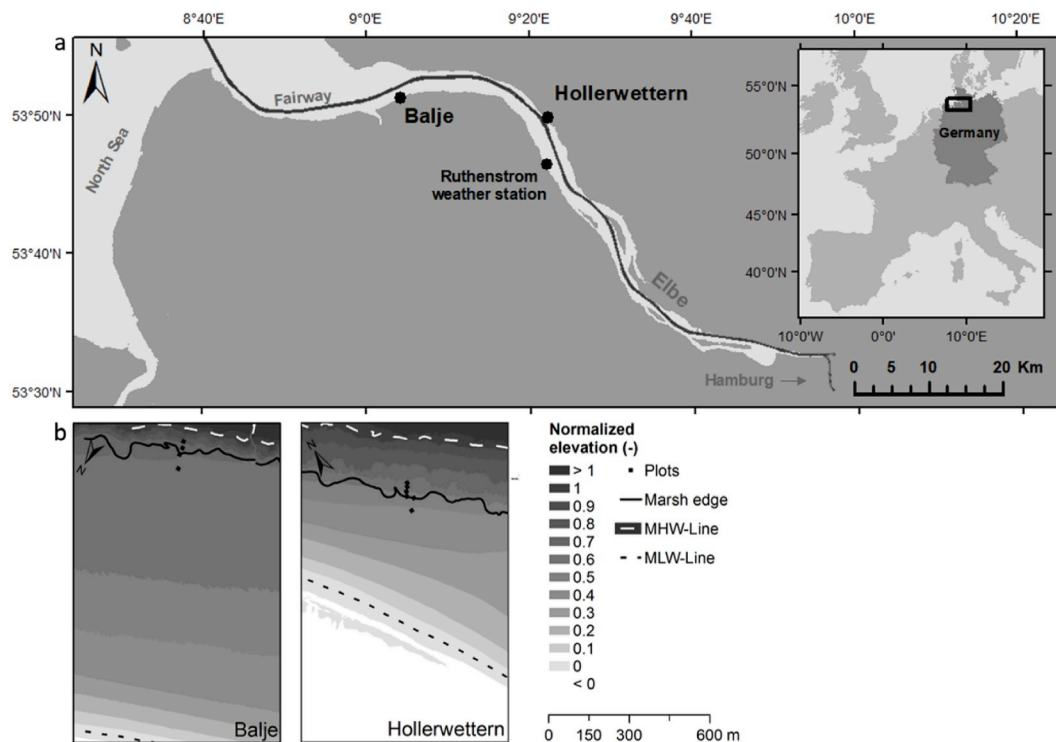 a
8°40'E
9°0'E
9°20'E
9°40'E
10°0'E
10°20'E
N
53°50'N
53°40'N
53°30'N
North Sea
Fairway
Balje
Hollerwettern
Ruthenstrom
weather station
Elbe
Hamburg
55°0'N
50°0'N
45°0'N
40°0'N
Germany
10°0'W
0°0'
10°0'E
0 5 10 20 Km
b
N
Balje
N
Hollerwettern
Normalized
elevation (-)
> 1
1
0.9
0.8
0.7
0.6
0.5
0.4
0.3
0.2
0.1
0
< 0
Plots
Marsh edge
MHW-Line
MLW-Line
0 150 300 600 m